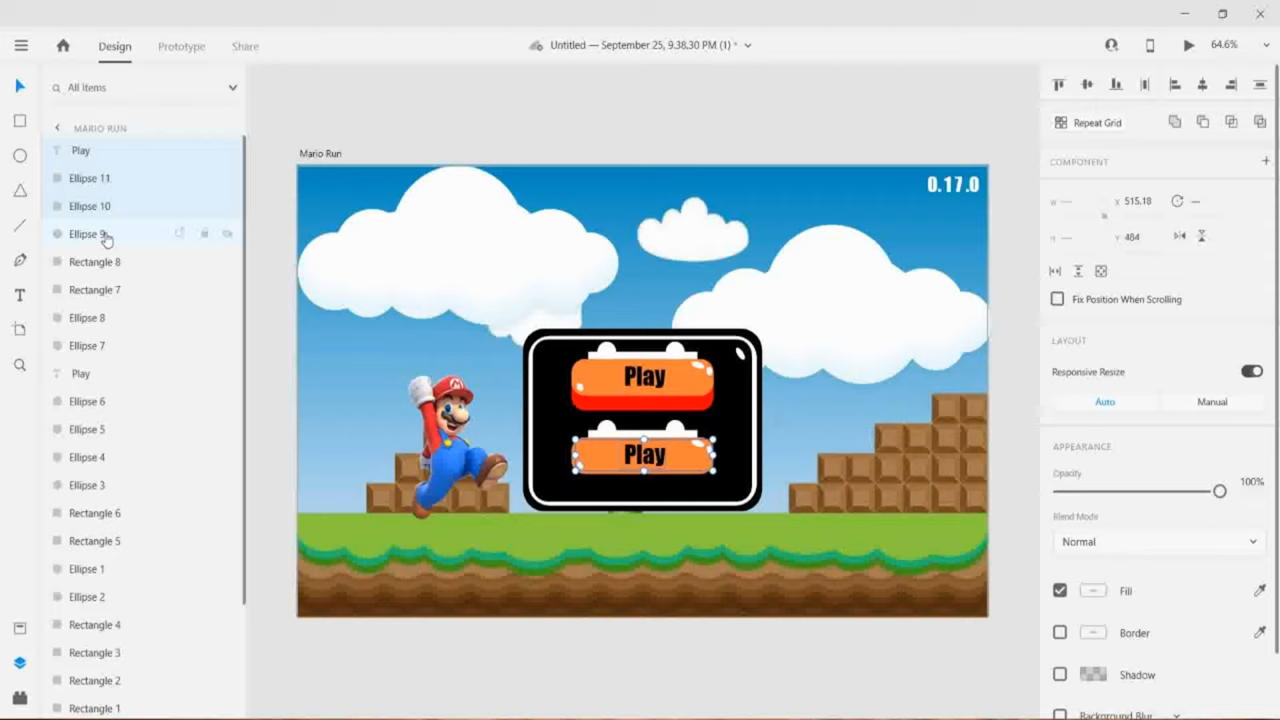 Design
Prototype
Share
Untitled — September 25, 9.38.30 PM (1) *
64.6%
All Items
MARIO RUN
Play
Ellipse 11
Ellipse 10
Ellipse 9
Rectangle 8
Rectangle 7
Ellipse 8
Ellipse 7
Play
Ellipse 6
Ellipse 5
Ellipse 4
Ellipse 3
Rectangle 6
Rectangle 5
Ellipse 1
Ellipse 2
Rectangle 4
Rectangle 3
Rectangle 2
Rectangle 1
Mario Run
0.17.0
M
Play
Play
Repeat Grid
COMPONENT
W
X 515.18
H
Y 484
Fix Position When Scrolling
LAYOUT
Responsive Resize
Auto
Manual
APPEARANCE
Opacity
100%
Blend Mode
Normal
Fill
Border
Shadow
Background Blur